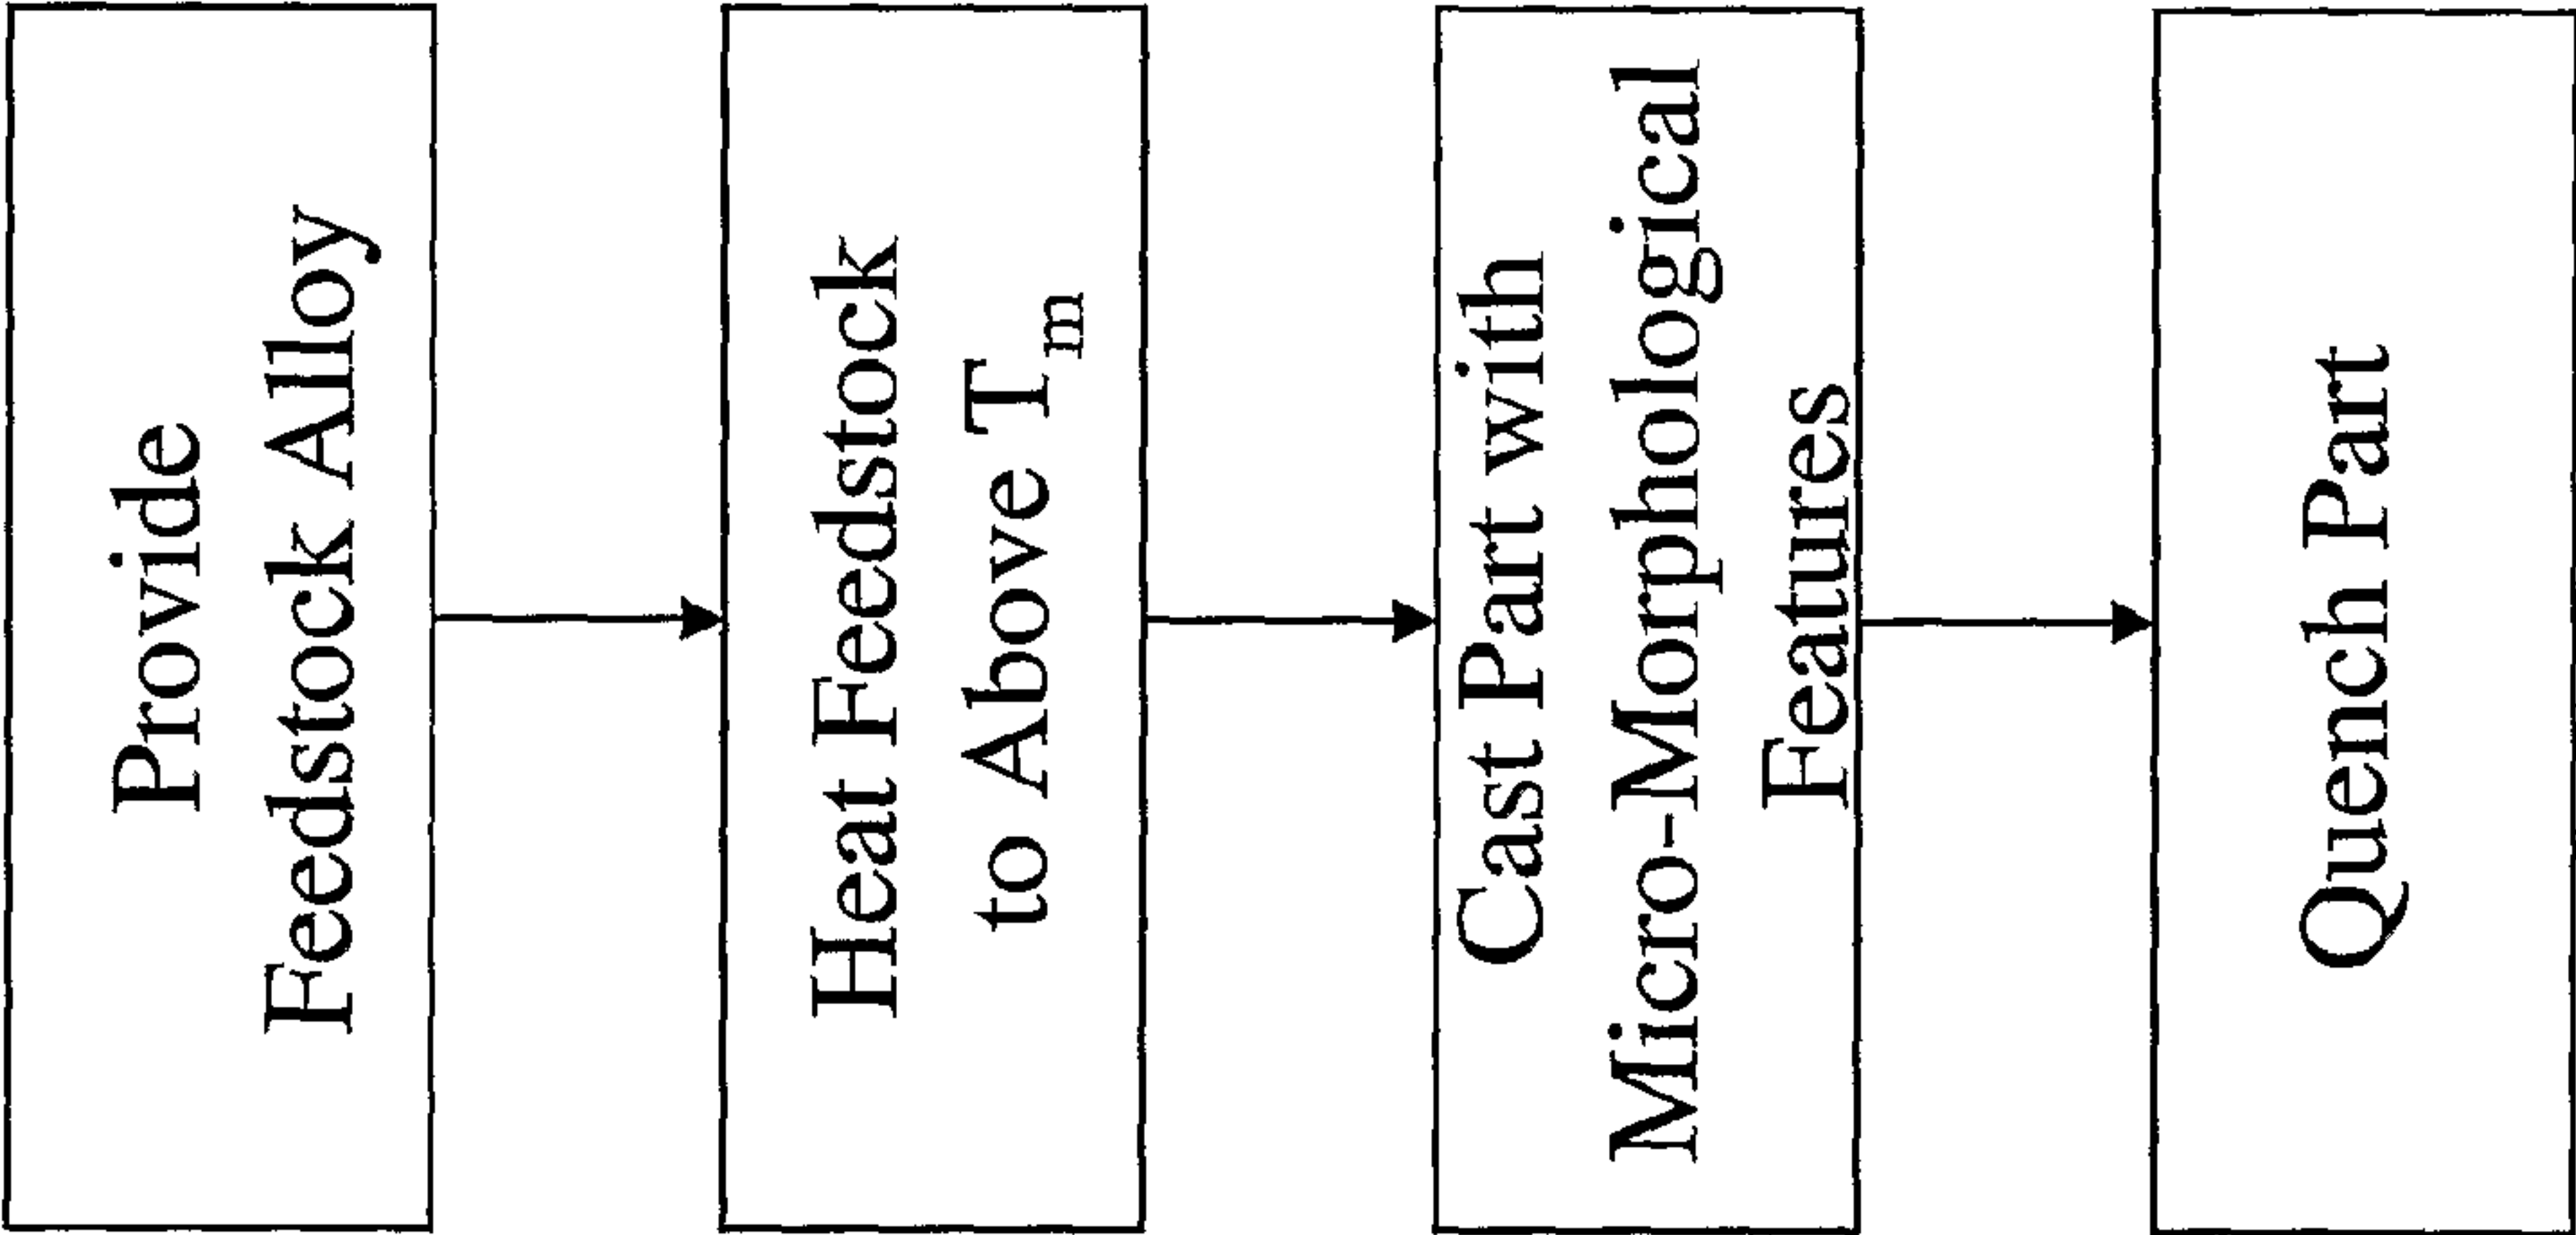 Provide
Feedstock Alloy
Heat Feedstock
to Above Tm
Cast Part with
Micro-Morphological
Features
Quench Part